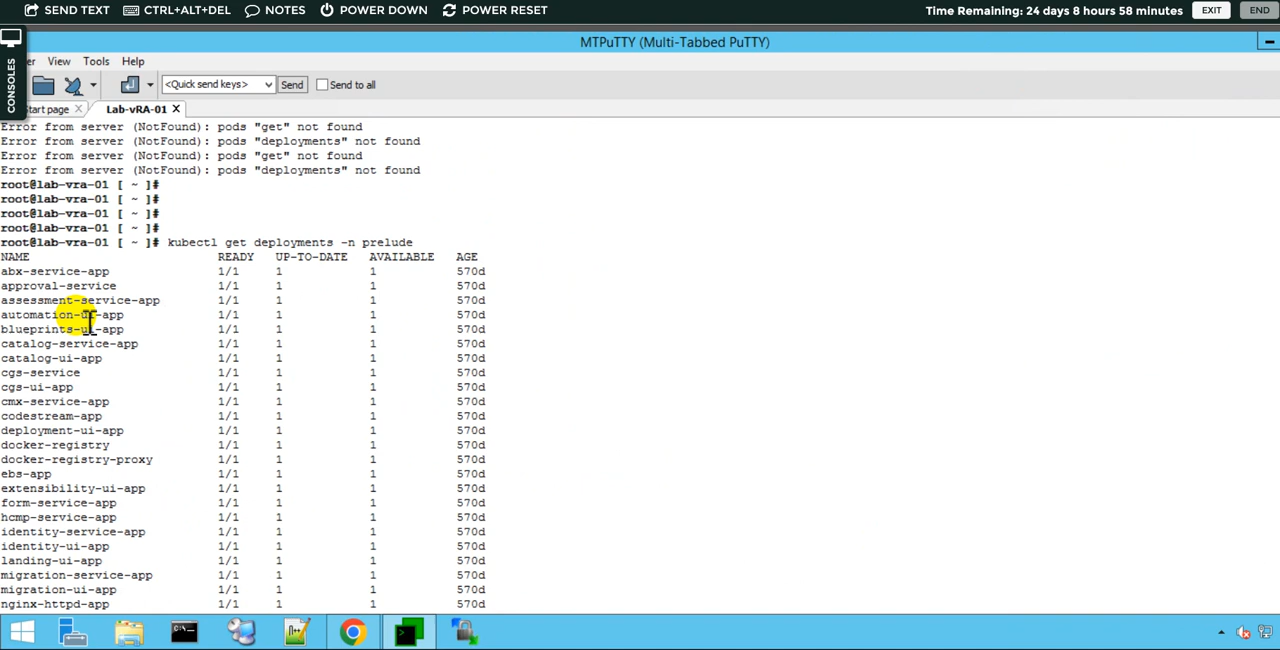 SEND TEXT CTRL+ALT+DEL NOTES POWER DOWN POWER RESET Time Remaining: 24 days 8 hours 58 minutes EXIT END
CONSOLES
MTPuTTY (Multi-Tabbed PuTTY)
er View Tools Help
<Quick send keys> Send Send to all
tart page Lab-vRA-01
Error from server (NotFound): pods "get" not found
Error from server (NotFound): pods "deployments" not found
Error from server (NotFound): pods "get" not found
Error from server (NotFound): pods "deployments" not found
root@lab-vra-01 [ ~ ]#
root@lab-vra-01 [ ~ ]#
root@lab-vra-01 [ ~ ]#
root@lab-vra-01 [ ~ ]#
root@lab-vra-01 [ ~ ]# kubectl get deployments -n prelude
NAME READY UP-TO-DATE AVAILABLE AGE
abx-service-app 1/1 1 1 570d
approval-service 1/1 1 1 570d
assessment-service-app 1/1 1 1 570d
automation-ui-app 1/1 1 1 570d
blueprints-ui-app 1/1 1 1 570d
catalog-service-app 1/1 1 1 570d
catalog-ui-app 1/1 1 1 570d
cgs-service 1/1 1 1 570d
cgs-ui-app 1/1 1 1 570d
cmx-service-app 1/1 1 1 570d
codestream-app 1/1 1 1 570d
deployment-ui-app 1/1 1 1 570d
docker-registry 1/1 1 1 570d
docker-registry-proxy 1/1 1 1 570d
ebs-app 1/1 1 1 570d
extensibility-ui-app 1/1 1 1 570d
form-service-app 1/1 1 1 570d
hcmp-service-app 1/1 1 1 570d
identity-service-app 1/1 1 1 570d
identity-ui-app 1/1 1 1 570d
landing-ui-app 1/1 1 1 570d
migration-service-app 1/1 1 1 570d
migration-ui-app 1/1 1 1 570d
nginx-httpd-app 1/1 1 1 570d